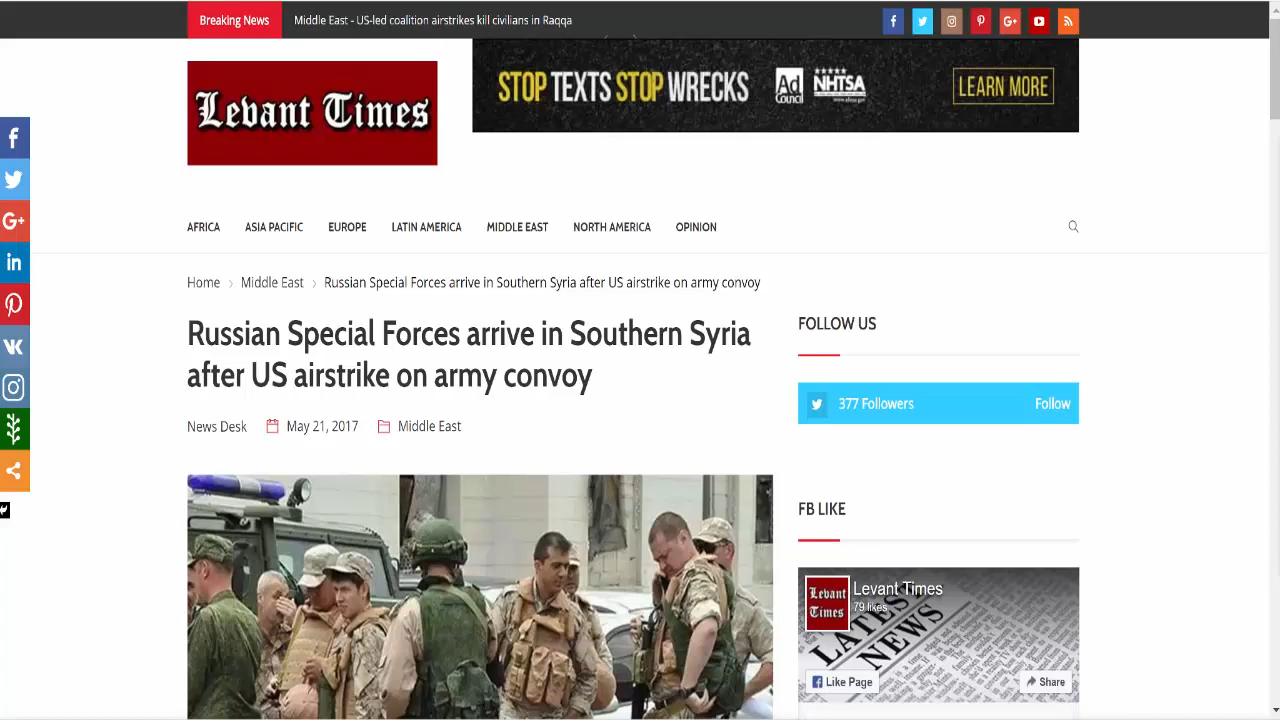 Breaking News
Middle East - US-led coalition airstrikes kill civilians in Raqqa
Levant Times
STOP TEXTS STOP WRECKS
Ad
Council
NHTSA
LEARN MORE
AFRICA
ASIA PACIFIC
EUROPE
LATIN AMERICA
MIDDLE EAST
NORTH AMERICA
OPINION
Home > Middle East > Russian Special Forces arrive in Southern Syria after US airstrike on army convoy
Russian Special Forces arrive in Southern Syria
after US airstrike on army convoy
News Desk
May 21, 2017
Middle East
FOLLOW US
377 Followers
Follow
FB LIKE
Levant
Times
Levant Times
79 likes
LATEST
NEWS
Like Page
Share